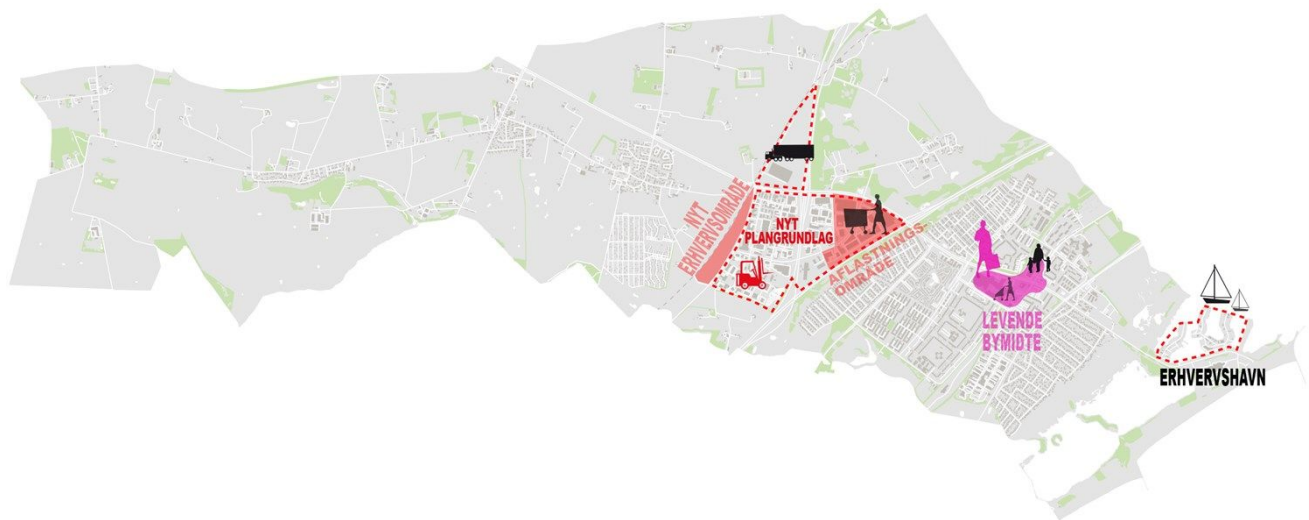 NYT
ERHVERVSOMRÅDE
NYT
PLANGRUNDLAG
AFLASTNINGS-
OMRÅDE
LEVENDE
BYMIDTE
ERHVERVSHAVN